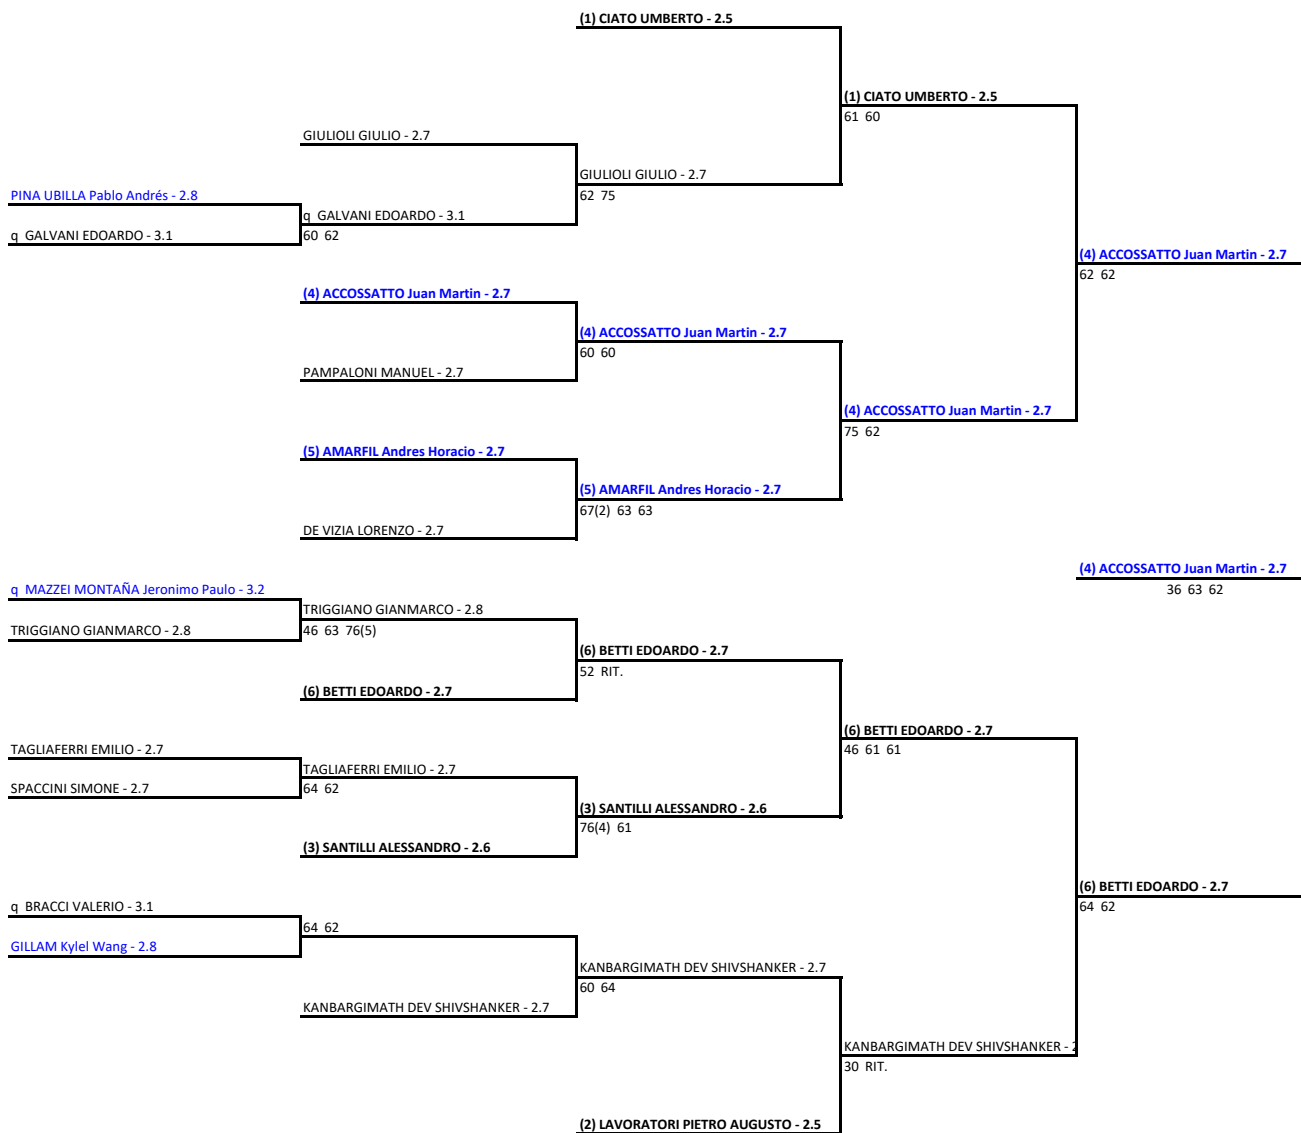 (1) CIATO UMBERTO - 2.5
(1) CIATO UMBERTO - 2.5
61 60
GIULIOLI GIULIO - 2.7
GIULIOLI GIULIO - 2.7
62 75
PINA UBILLA Pablo Andrés - 2.8
q GALVANI EDOARDO - 3.1
60 62
q GALVANI EDOARDO - 3.1
(4) ACCOSSATTO Juan Martin - 2.7
62 62
(4) ACCOSSATTO Juan Martin - 2.7
(4) ACCOSSATTO Juan Martin - 2.7
60 60
PAMPALONI MANUEL - 2.7
(4) ACCOSSATTO Juan Martin - 2.7
75 62
(5) AMARFIL Andres Horacio - 2.7
(5) AMARFIL Andres Horacio - 2.7
67(2) 63 63
DE VIZIA LORENZO - 2.7
(4) ACCOSSATTO Juan Martin - 2.7
36 63 62
q MAZZEI MONTAÑA Jeronimo Paulo - 3.2
TRIGGIANO GIANMARCO - 2.8
46 63 76(5)
TRIGGIANO GIANMARCO - 2.8
(6) BETTI EDOARDO - 2.7
52 RIT.
(6) BETTI EDOARDO - 2.7
(6) BETTI EDOARDO - 2.7
46 61 61
TAGLIAFERRI EMILIO - 2.7
TAGLIAFERRI EMILIO - 2.7
64 62
SPACCINI SIMONE - 2.7
(3) SANTILLI ALESSANDRO - 2.6
76(4) 61
(3) SANTILLI ALESSANDRO - 2.6
(6) BETTI EDOARDO - 2.7
64 62
q BRACCI VALERIO - 3.1
64 62
GILLAM Kylel Wang - 2.8
KANBARGIMATH DEV SHIVSHANKER - 2.7
60 64
KANBARGIMATH DEV SHIVSHANKER - 2.7
KANBARGIMATH DEV SHIVSHANKER - 2
30 RIT.
(2) LAVORATORI PIETRO AUGUSTO - 2.5